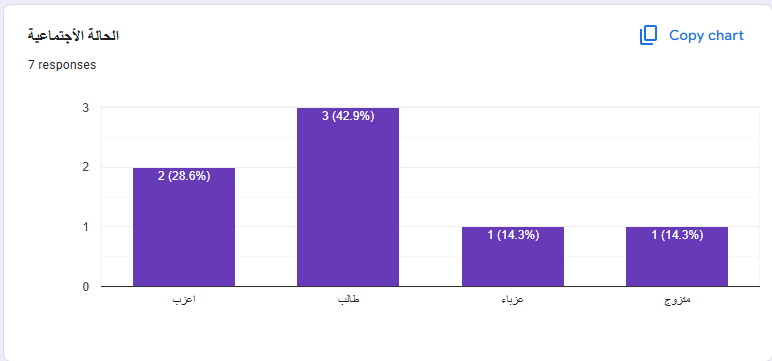 الحالة الأجتماعية
Copy chart
7 responses
3
2
1
0
2 (28.6%)
3 (42.9%)
1 (14.3%)
1 (14.3%)
اعزب
طالب
عزباء
متزوج